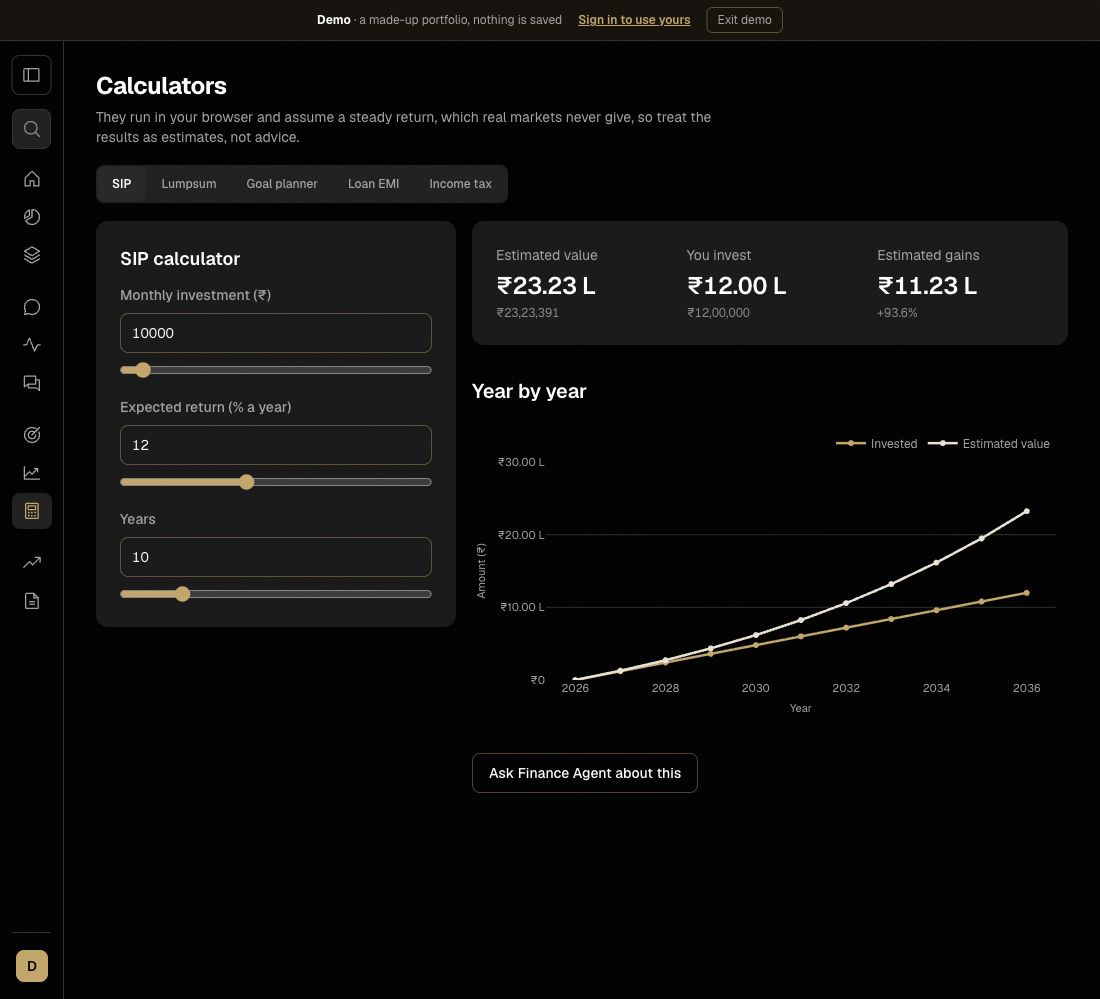 Demo · a made-up portfolio, nothing is saved Sign in to use yours Exit demo
Calculators
They run in your browser and assume a steady return, which real markets never give, so treat the
results as estimates, not advice.
SIP Lumpsum Goal planner Loan EMI Income tax
SIP calculator
Monthly investment (₹)
10000
Expected return (% a year)
12
Years
10
Estimated value
₹23.23 L
₹23,23,391
You invest
₹12.00 L
₹12,00,000
Estimated gains
₹11.23 L
+93.6%
Year by year
Invested Estimated value
₹30.00 L
₹20.00 L
₹10.00 L
₹0
Amount (₹)
2026 2028 2030 2032 2034 2036
Year
Ask Finance Agent about this
D